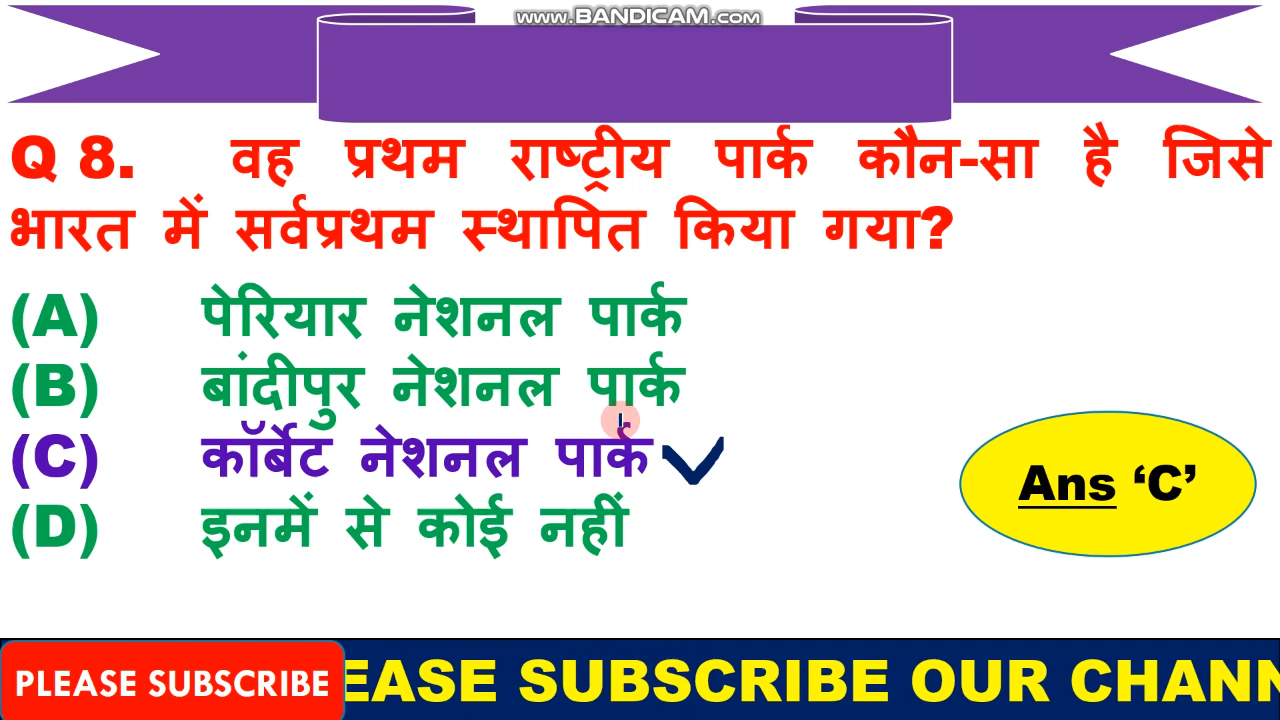 www.BANDICAM.com
Q 8. वह प्रथम राष्ट्रीय पार्क कौन-सा है जिसे
भारत में सर्वप्रथम स्थापित किया गया?
(A) पेरियार नेशनल पार्क
(B) बांदीपुर नेशनल पार्क
(C) कॉर्बेट नेशनल पार्क
(D) इनमें से कोई नहीं
Ans ‘C’
PLEASE SUBSCRIBE
EASE SUBSCRIBE OUR CHANN